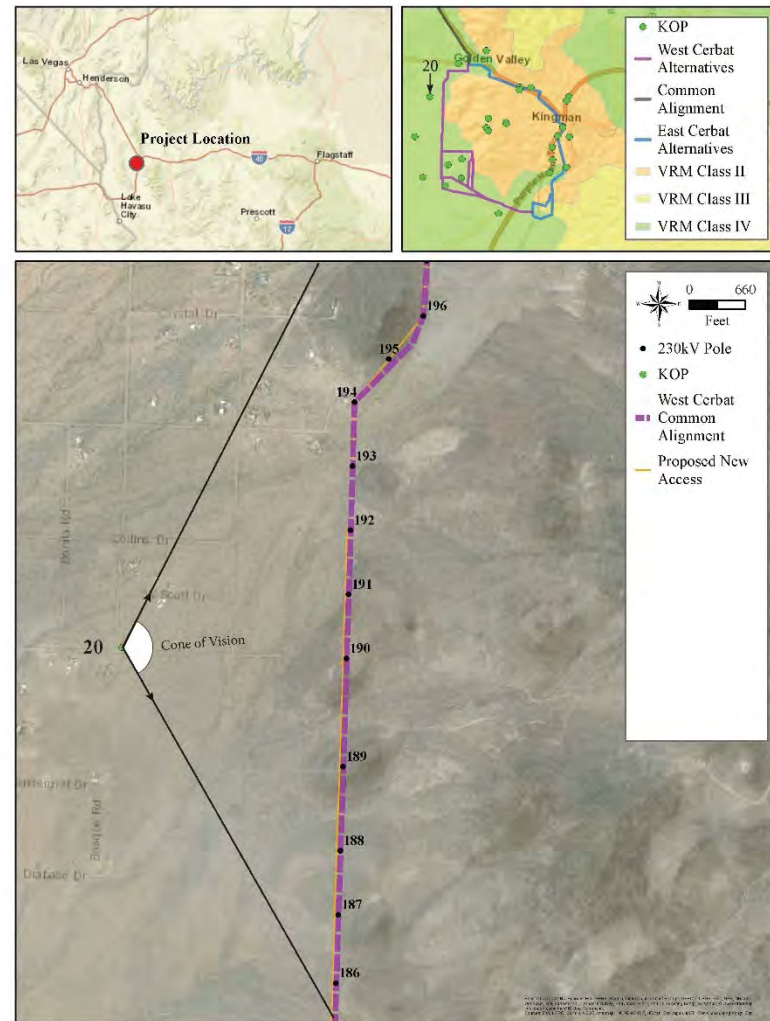 Las Vegas
Henderson
Project Location
40
Flagstaff
Lake
Havasu
City
Prescott
17
20
Golden Valley
Kingman
KOP
West Cerbat
Alternatives
Common
Alignment
East Cerbat
Alternatives
VRM Class II
VRM Class III
VRM Class IV
0 660
Feet
230kV Pole
KOP
West Cerbat
Common
Alignment
Proposed New
Access
Crystal Dr
196
195
194
193
192
Collins Dr
Bonita Rd
191
Scott Dr
20
Cone of Vision
190
189
Bosque Rd
188
Diabase Dr
187
186